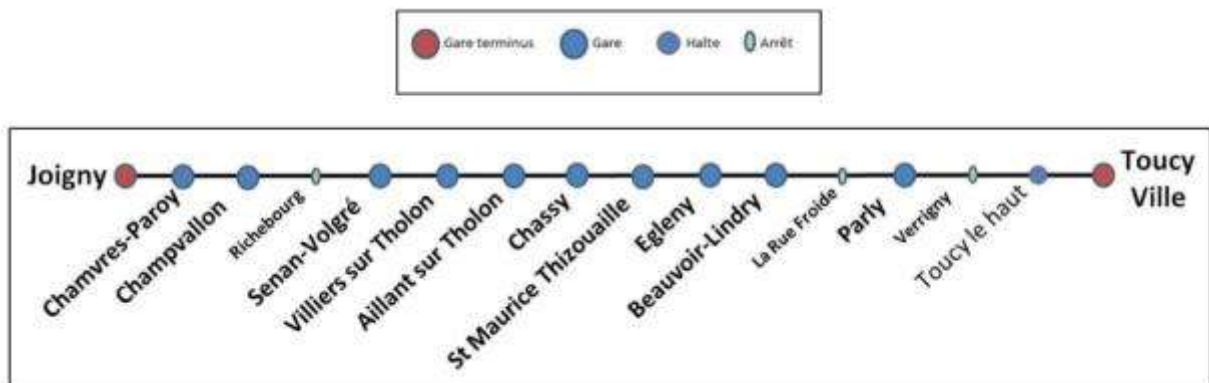 Gare terminus
Gare
Halte
Arrêt
Joigny
Chamvres-Paroy
Champvallon
Richebourg
Senan-Volgré
Villiers sur Tholon
Aillant sur Tholon
Chassy
St Maurice Thizouaille
Egleny
Beauvoir-Lindry
La Rue Froide
Parly
Verrigny
Toucy le haut
Toucy
Ville